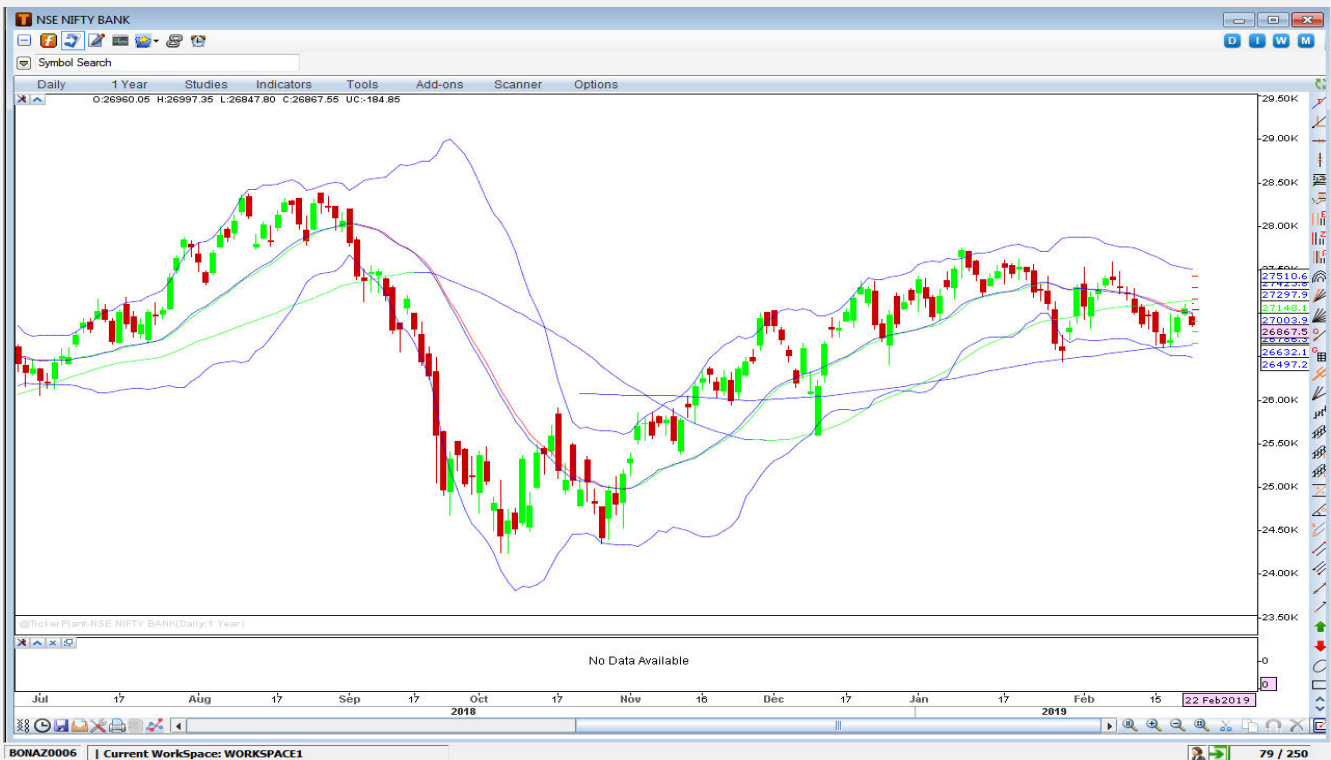 NSE NIFTY BANK
D I W M
Symbol Search
Daily 1 Year Studies Indicators Tools Add-ons Scanner Options
O:26960.05 H:26997.35 L:26847.80 C:26867.55 UC:-184.85
29.50K
29.00K
28.50K
28.00K
27510.6
27297.9
27148.1
27003.9
26867.5
26632.1
26497.2
26.00K
25.50K
25.00K
24.50K
24.00K
23.50K
@TickerPlant-NSE NIFTY BANK(Daily:1 Year)
No Data Available
0
0
Jul 17 Aug 17 Sep 17 Oct 17 Nov 16 Dec 17 Jan 17 Feb 15 22 Feb2019
2018 2019
BONAZ0006 | Current WorkSpace: WORKSPACE1 79 / 250